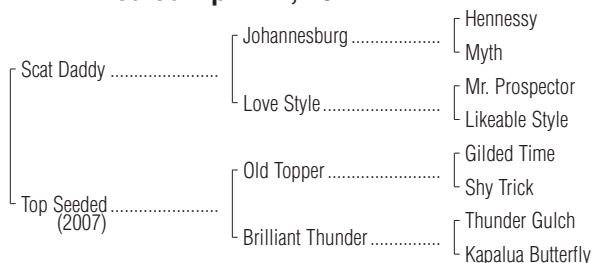 Hennessy
Johannesburg ....................
Myth
Scat Daddy ........................
Mr. Prospector
Love Style ..........................
Likeable Style
Gilded Time
Old Topper .........................
Shy Trick
Top Seeded ........................
(2007)
Thunder Gulch
Brilliant Thunder ...............
Kapalua Butterfly